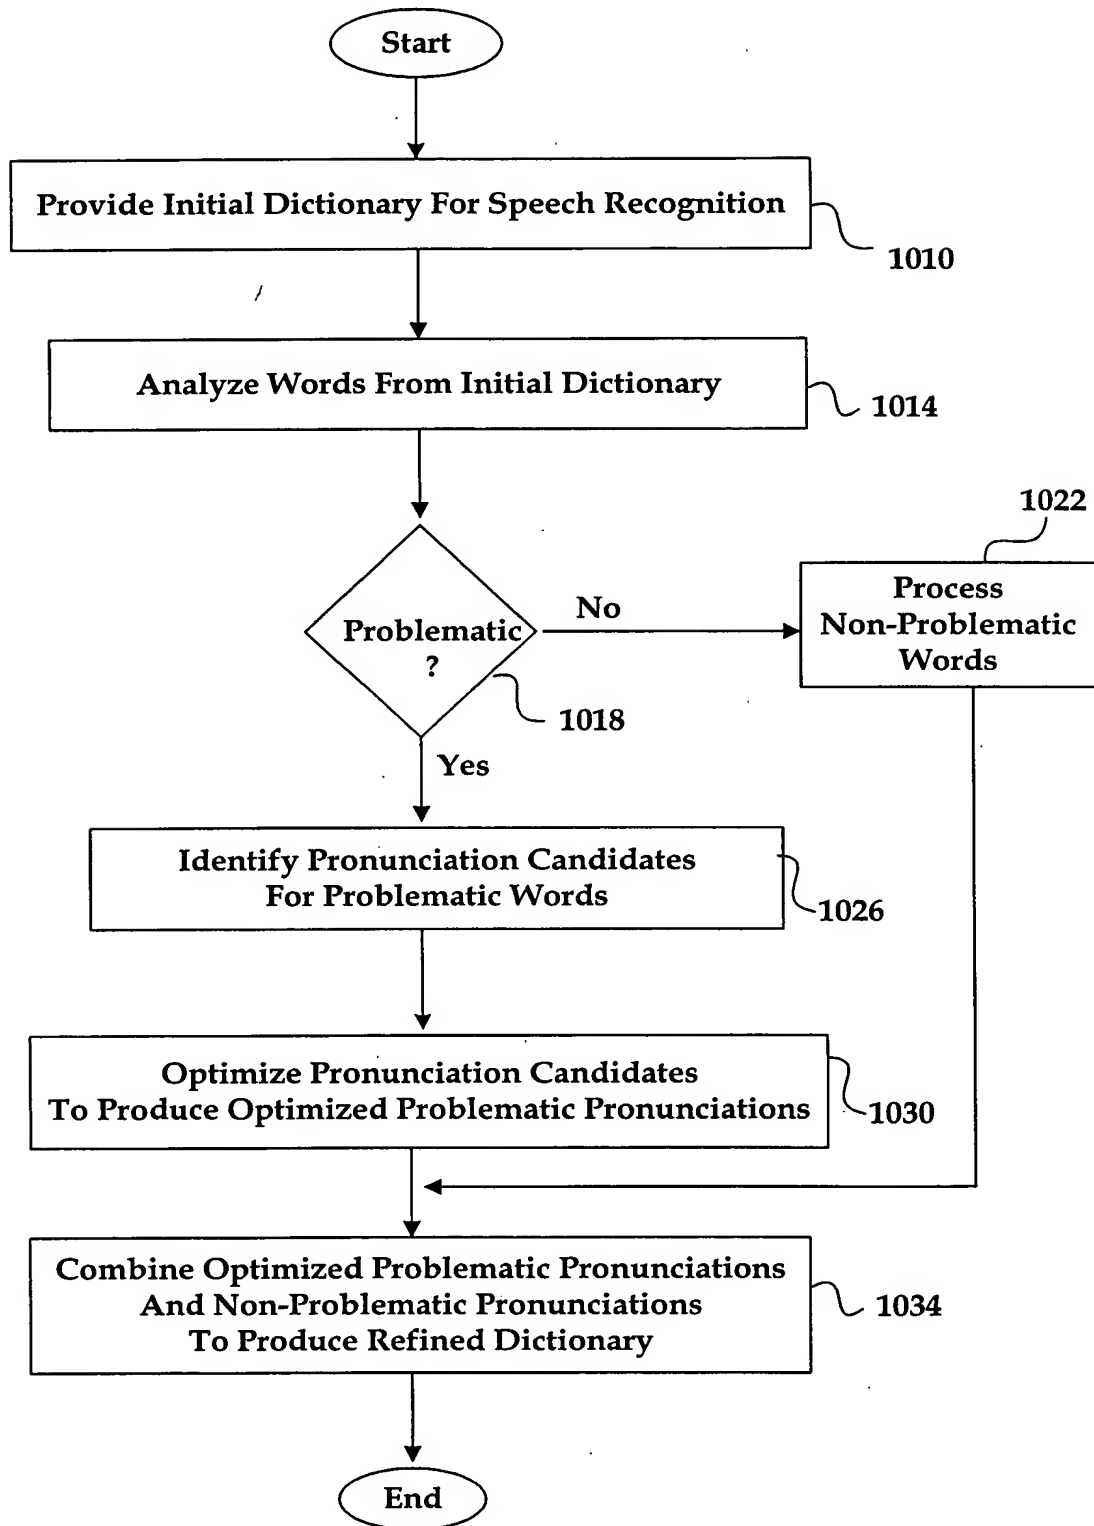 Start
Provide Initial Dictionary For Speech Recognition
1010
Analyze Words From Initial Dictionary
1014
1022
Process
Non-Problematic
Words
No
Problematic
?
1018
Yes
Identify Pronunciation Candidates
For Problematic Words
1026
Optimize Pronunciation Candidates
To Produce Optimized Problematic Pronunciations
1030
Combine Optimized Problematic Pronunciations
And Non-Problematic Pronunciations
To Produce Refined Dictionary
1034
End